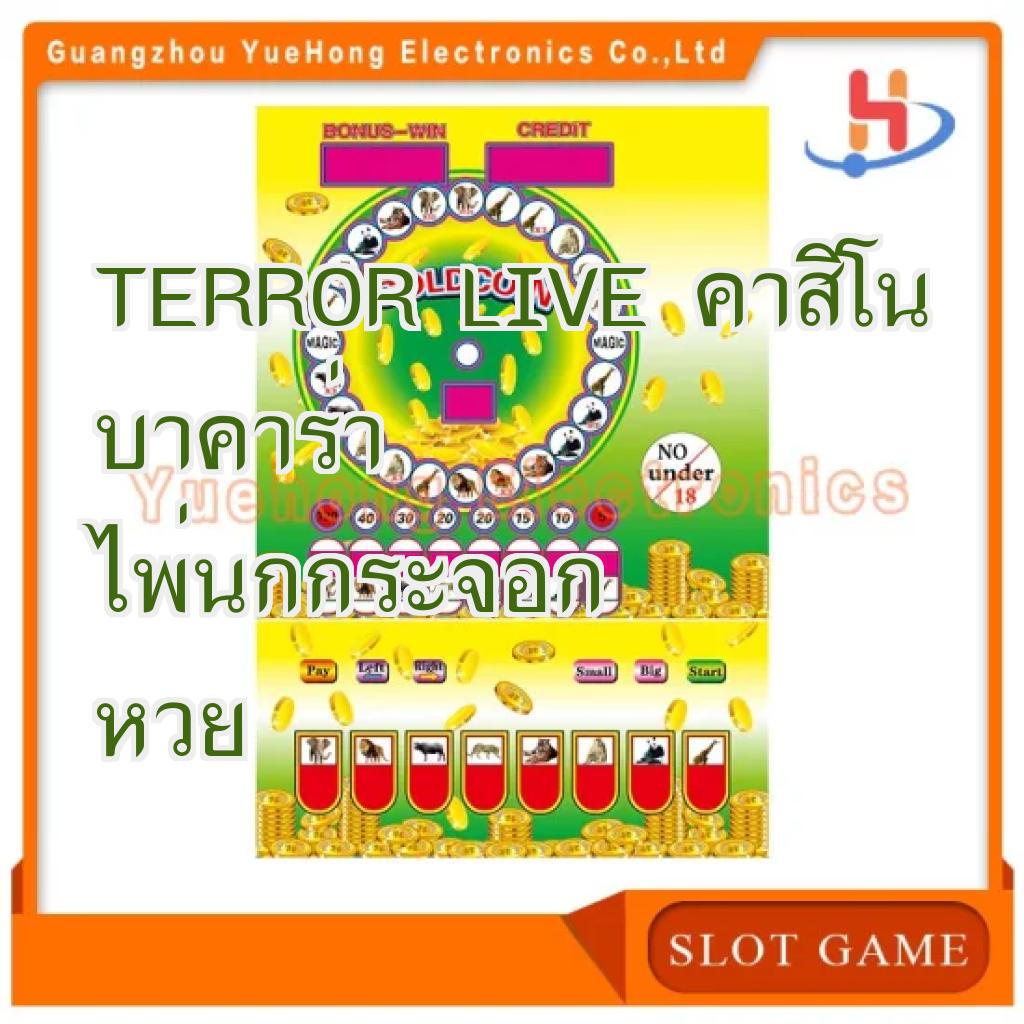 Guangzhou YueHong Electronics Co.,Ltd
BONUS-WIN CREDIT
TERROR LIVE คาสิโน
MAGIC MAGIC
บาคาร่า
NO
under
18
40 30 20 20 15 10
ไพ่นกกระจอก
Pay Left Right Small Big Start
หวย
SLOT GAME